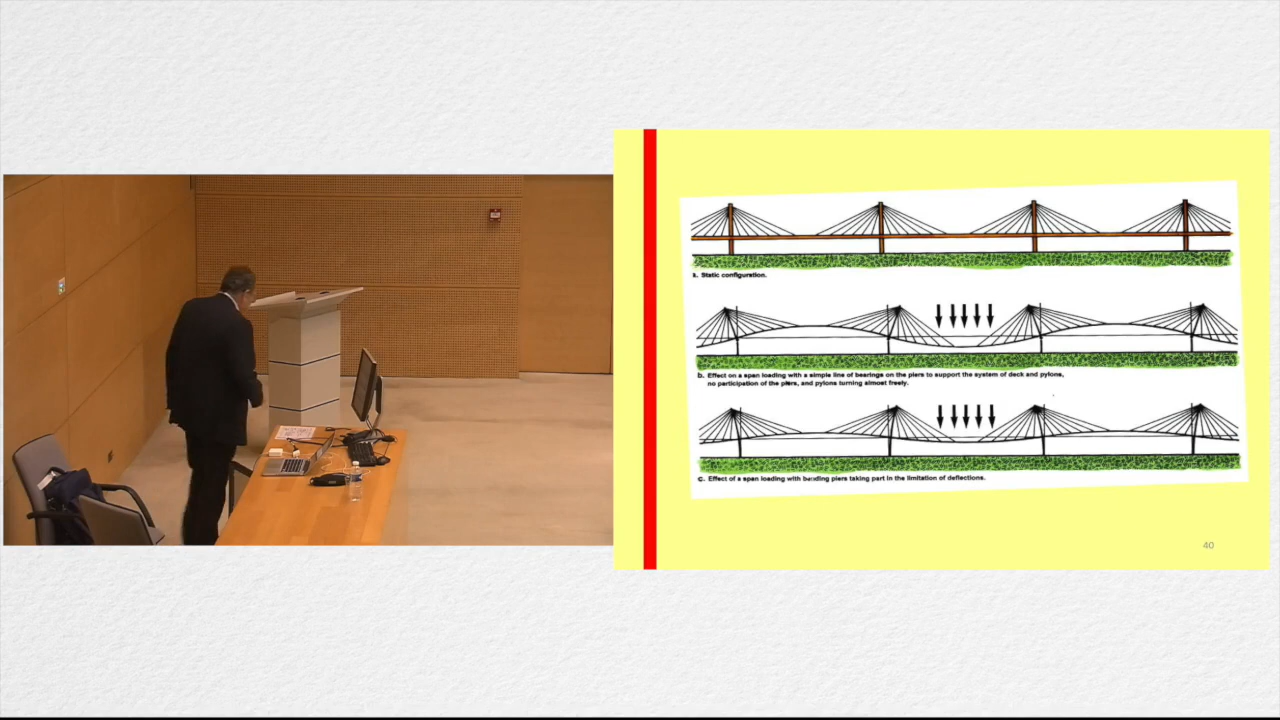 a. Static configuration.
b. Effect on a span loading with a simple line of bearings on the piers to support the system of deck and pylons,
no participation of the piers, and pylons turning almost freely.
c. Effect of a span loading with bending piers taking part in the limitation of deflections.
40